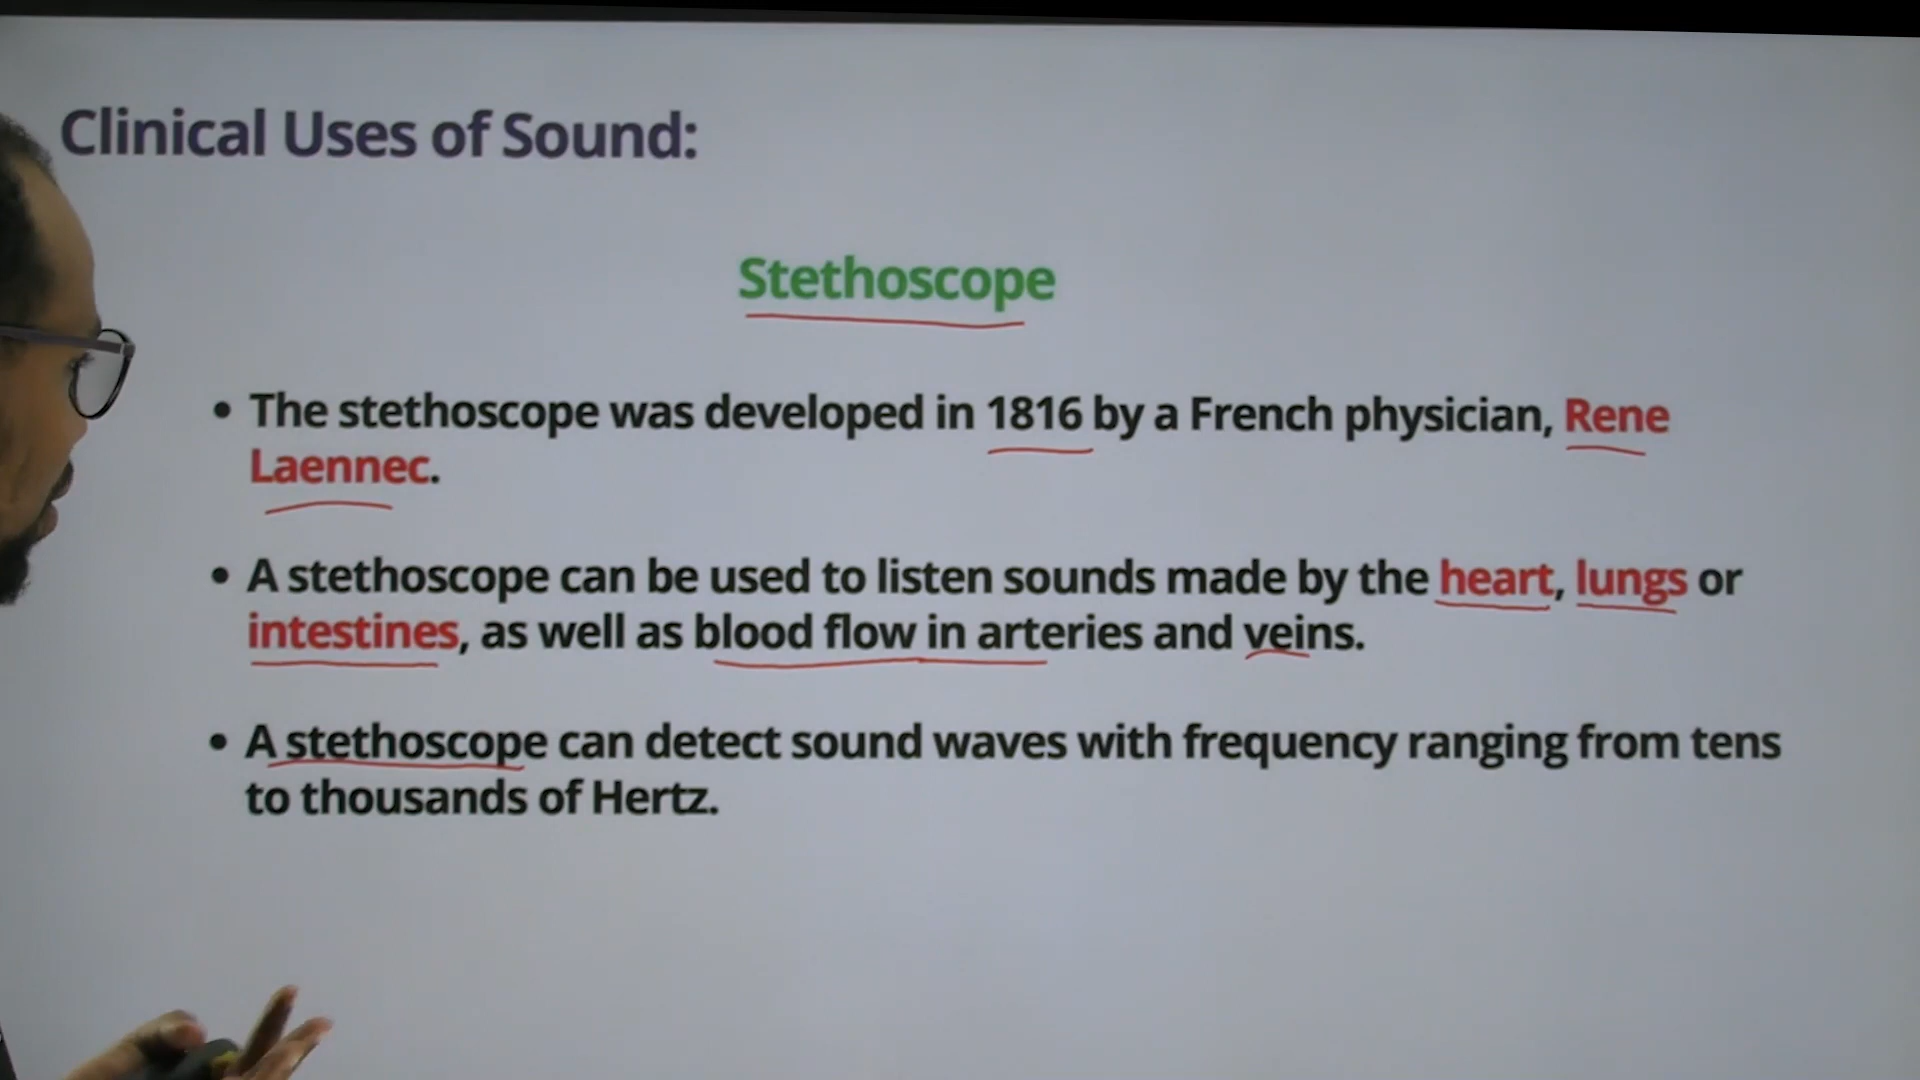 Clinical Uses of Sound:
Stethoscope
• The stethoscope was developed in 1816 by a French physician, Rene
Laennec.
• A stethoscope can be used to listen sounds made by the heart, lungs or
intestines, as well as blood flow in arteries and veins.
• A stethoscope can detect sound waves with frequency ranging from tens
to thousands of Hertz.